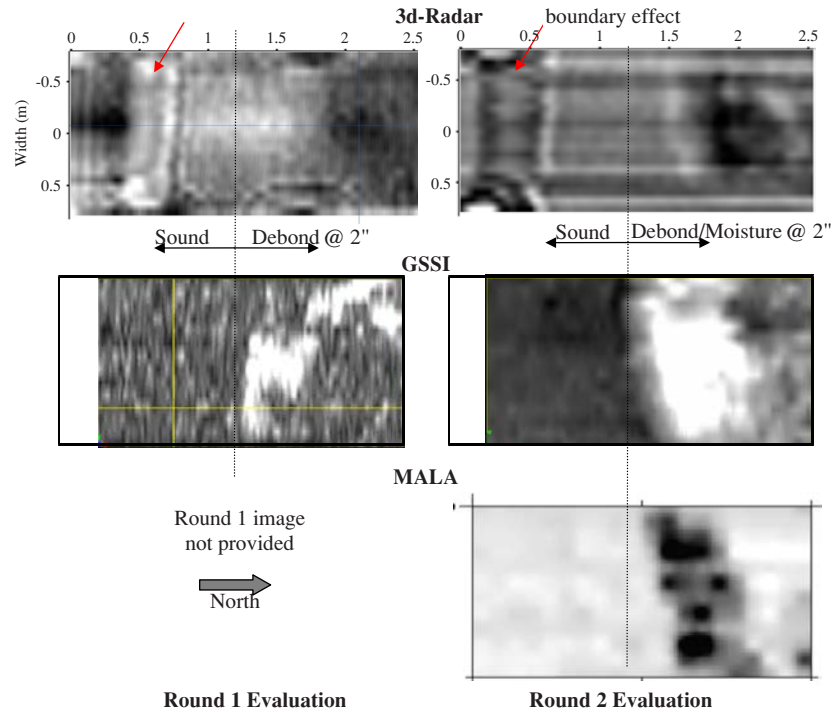 3d-Radar
boundary effect
0 0.5 1 1.5 2 2.5
0 0.5 1 1.5 2 2.5
Width (m)
-0.5
0
0.5
-0.5
0
0.5
Sound Debond @ 2"
Sound Debond/Moisture @ 2"
GSSI
MALA
Round 1 image
not provided
North
Round 1 Evaluation
Round 2 Evaluation